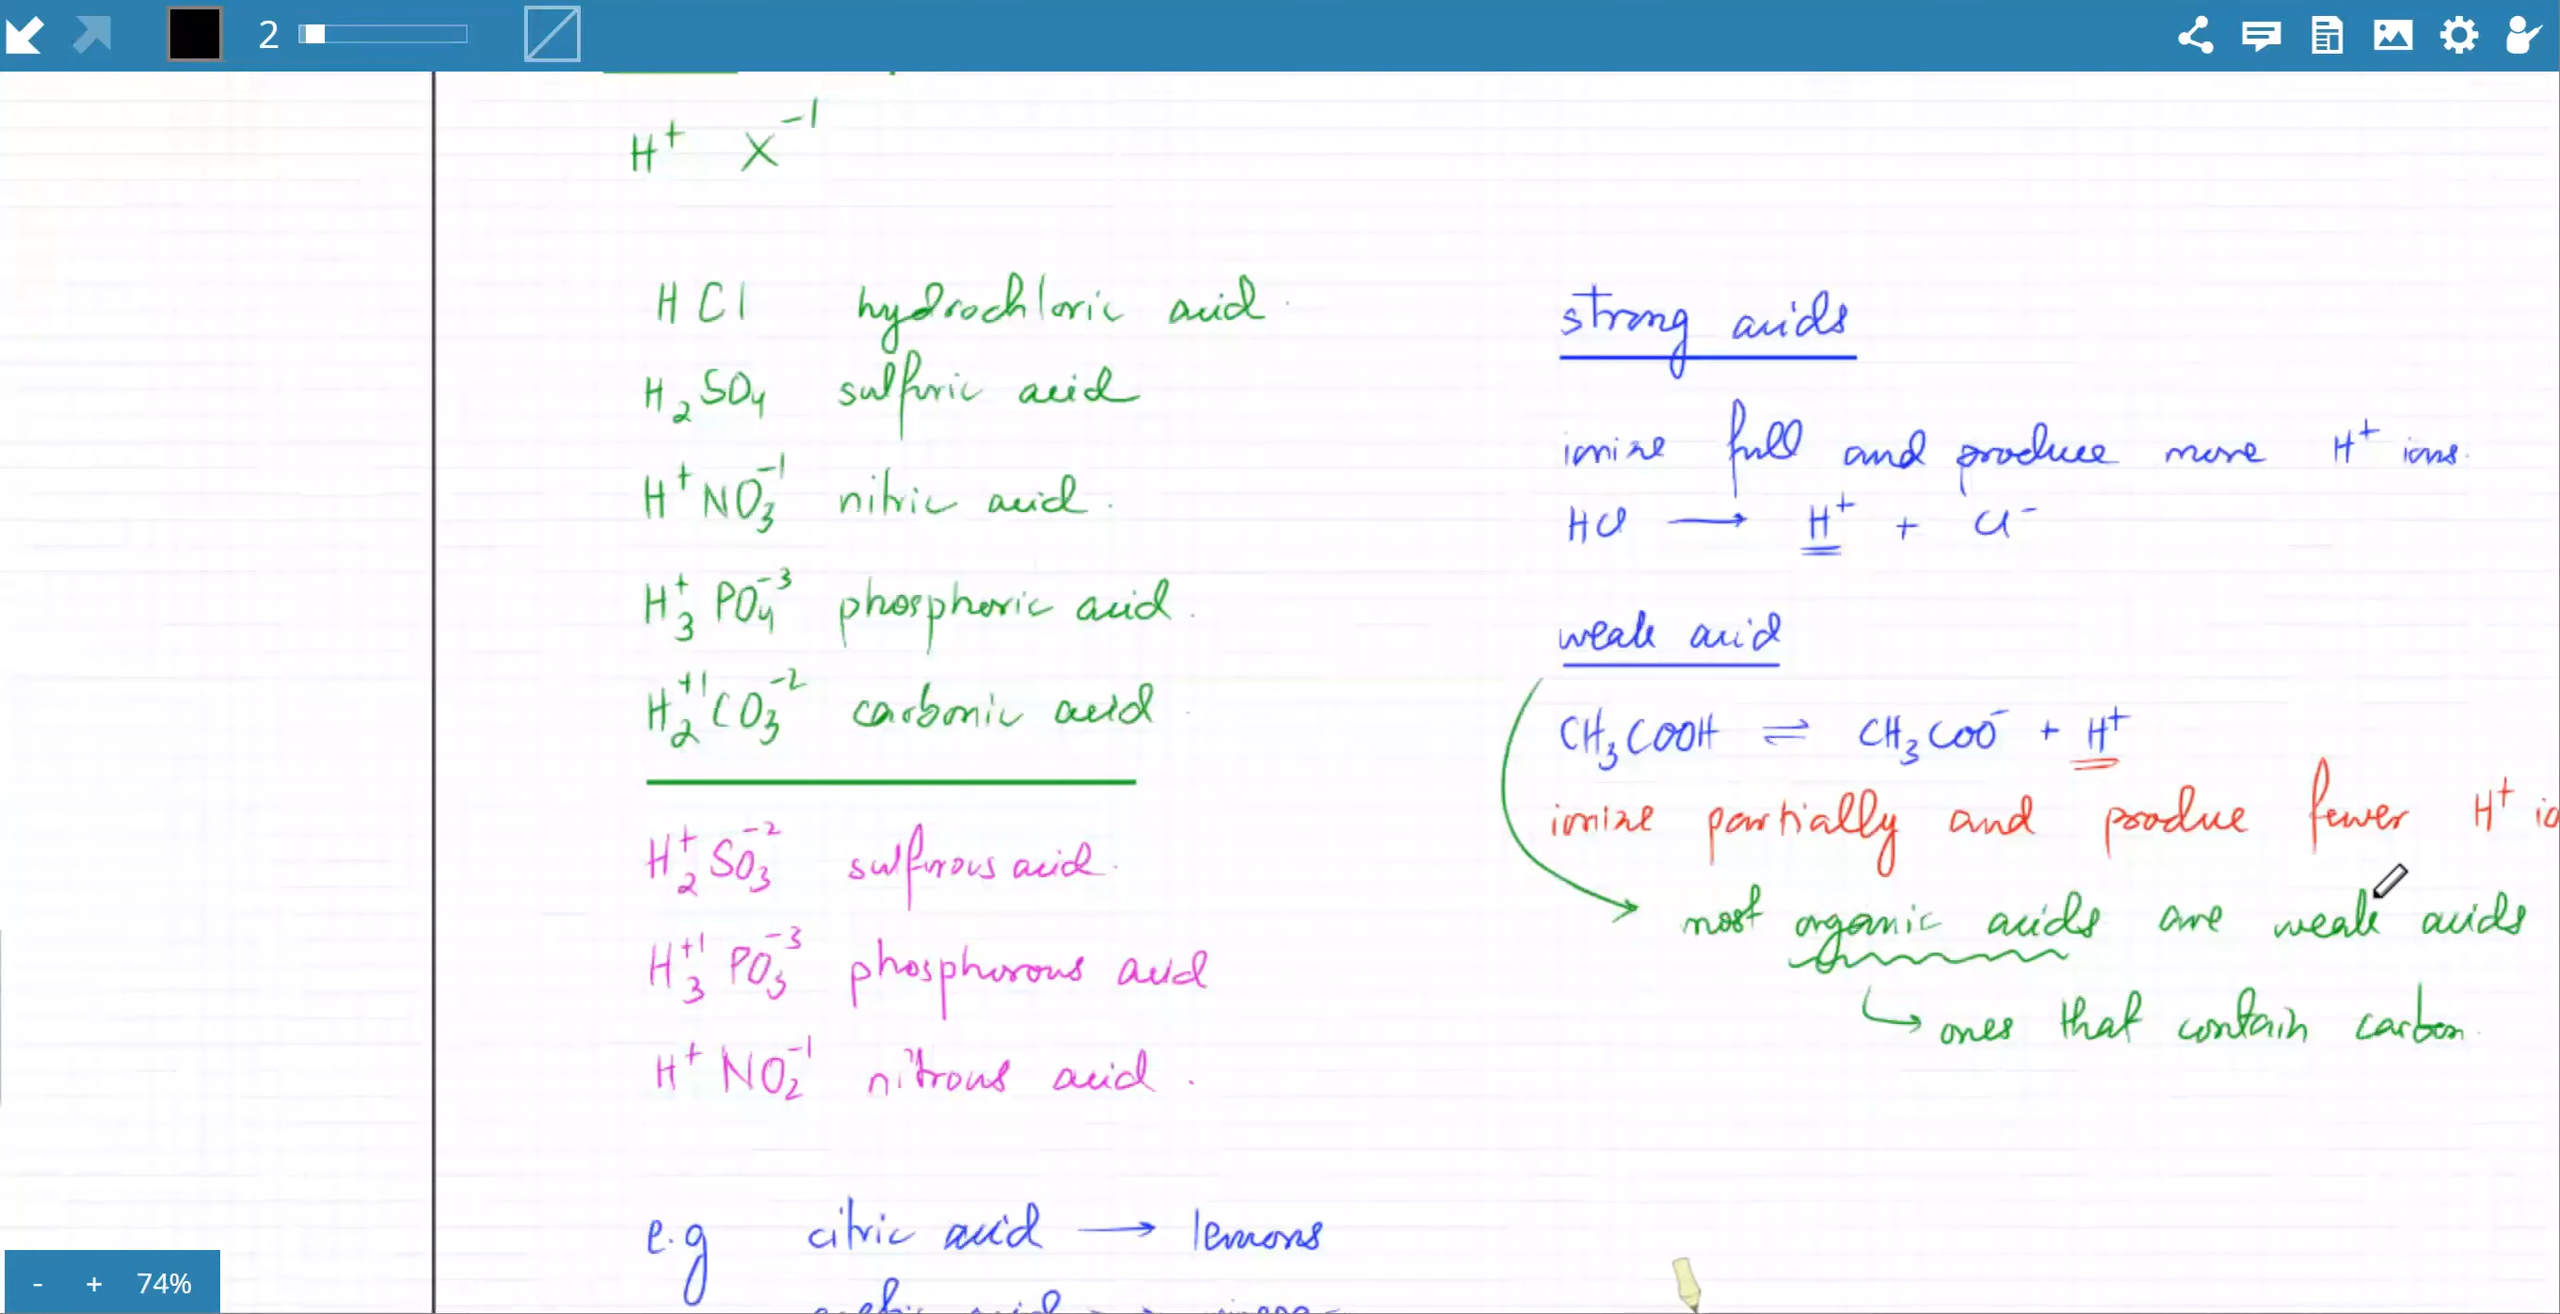 2
H⁺ X⁻¹
HCl hydrochloric acid.
H₂SO₄ sulfuric acid
H⁺NO₃⁻¹ nitric acid.
H₃⁺PO₄⁻³ phosphoric acid.
H₂⁺¹CO₃⁻² carbonic acid.
H₂⁺SO₃⁻² sulfurous acid.
H₃⁺¹PO₃⁻³ phosphorous acid
H⁺NO₂⁻¹ nitrous acid.
e.g citric acid → lemons
strong acids
ionize full and produce more H⁺ ions.
HCl → H⁺ + Cl⁻
weak acid
CH₃COOH ⇌ CH₃COO⁻ + H⁺
ionize partially and produce fewer H⁺ io
→ most organic acids are weak acids
↳ ones that contain carbon.
- + 74%